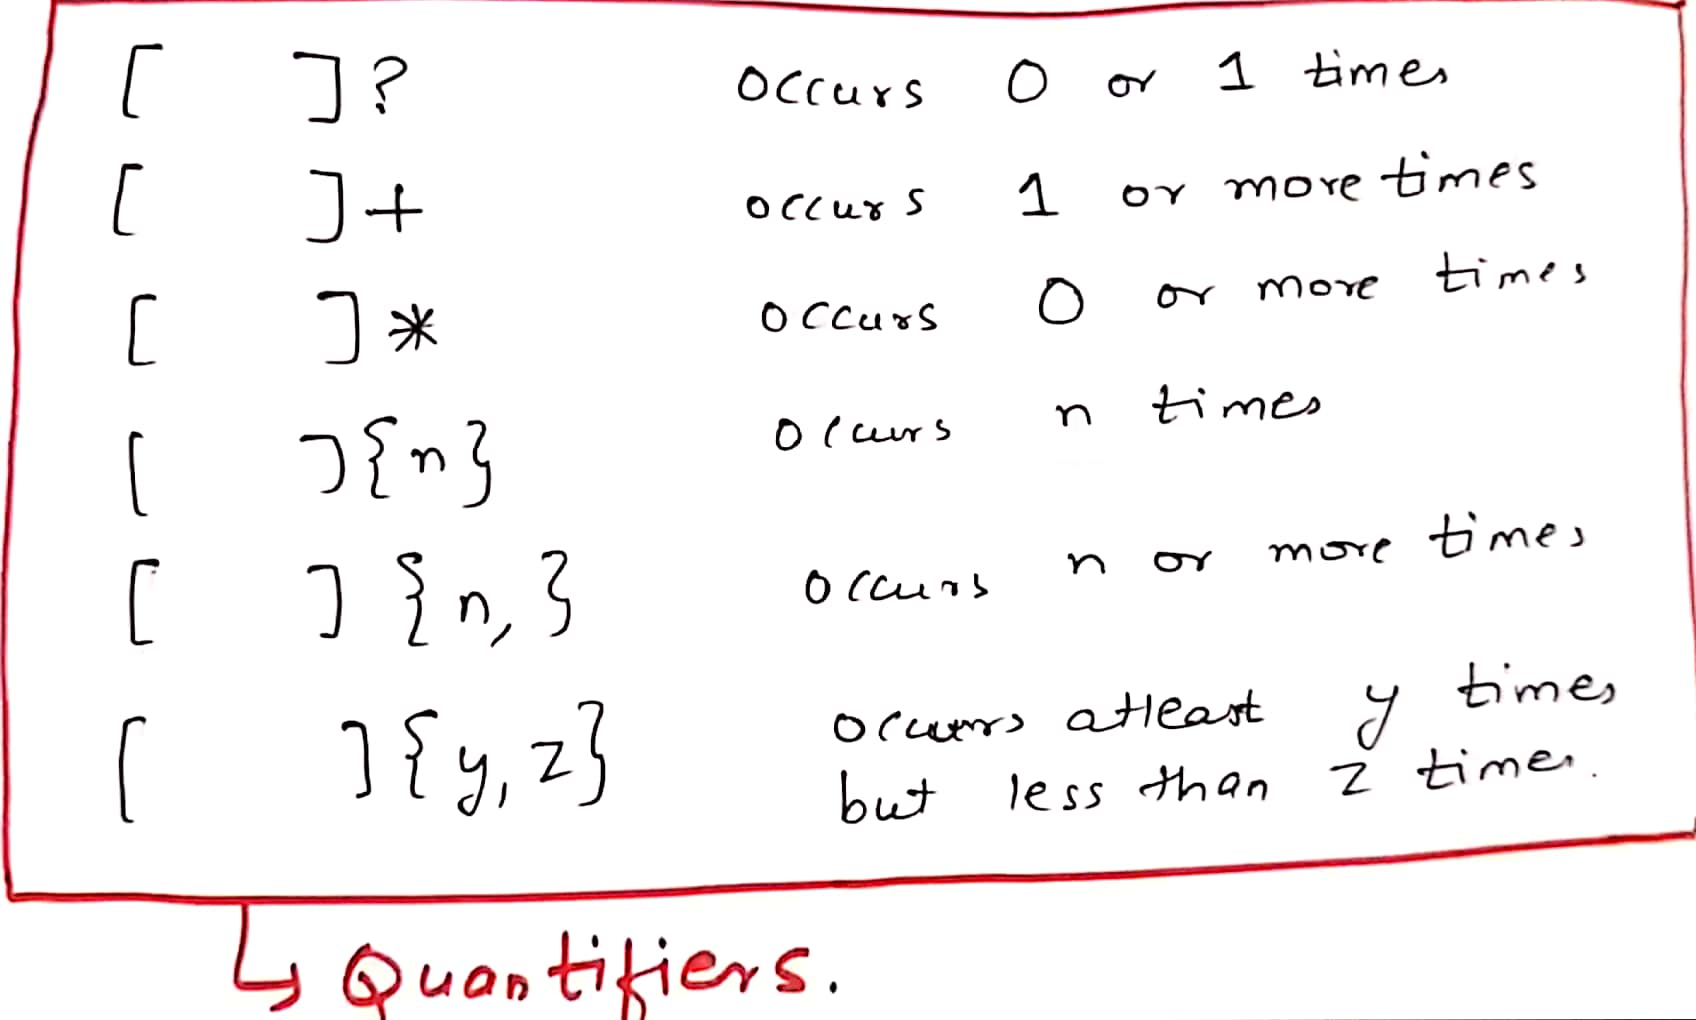 [ ]? occurs 0 or 1 times
[ ]+ occurs 1 or more times
[ ]* occurs 0 or more times
[ ]{n} occurs n times
[ ]{n,} occurs n or more times
[ ]{y,z} occurs atleast y times
but less than z times.
↳ Quantifiers.